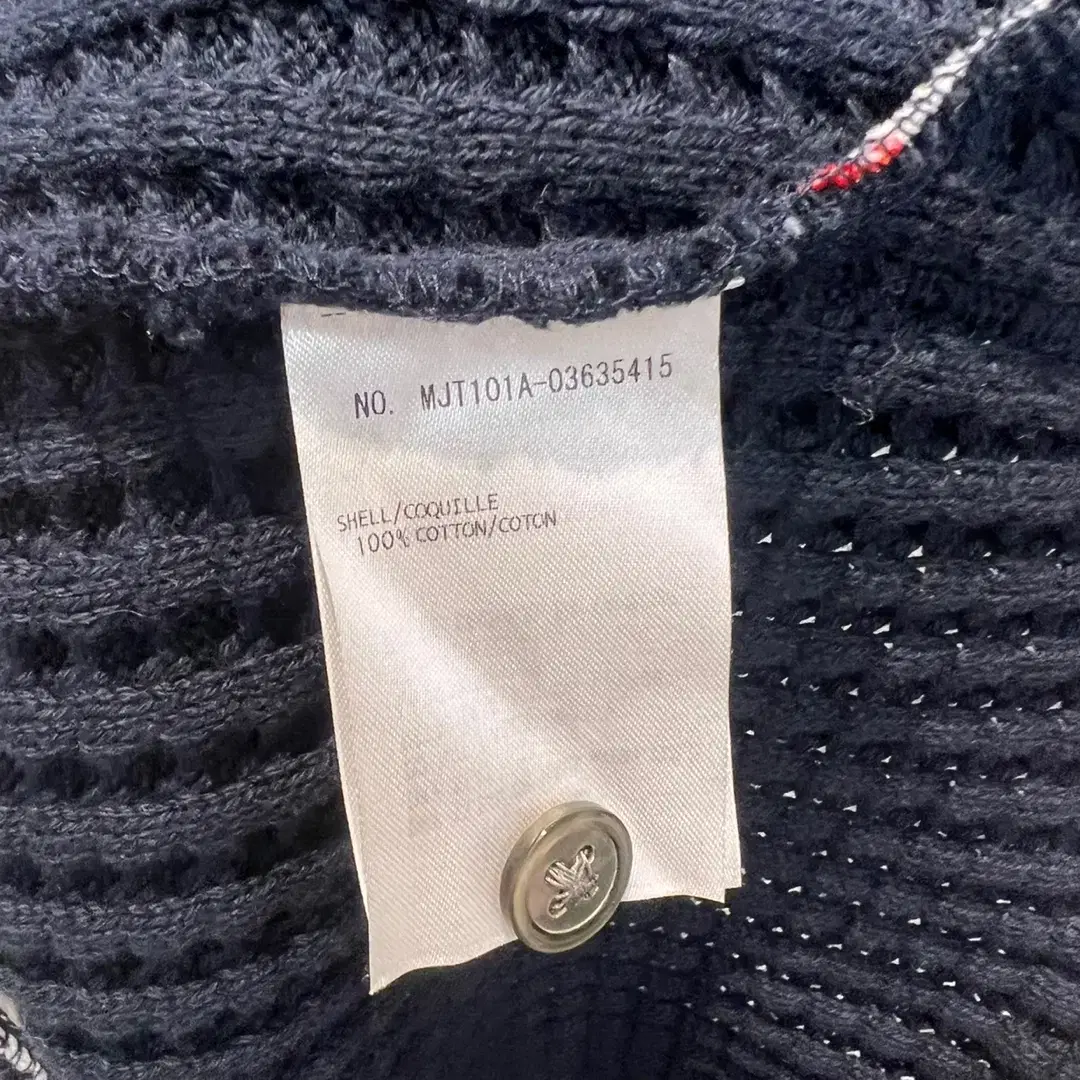 NO. MJT101A-03635415
SHELL/COQUILLE
100% COTTON/COTON